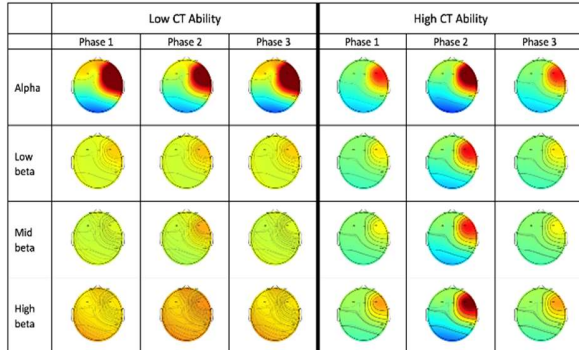 Low CT Ability High CT Ability
Phase 1 Phase 2 Phase 3 Phase 1 Phase 2 Phase 3
Alpha
Low
beta
Mid
beta
High
beta